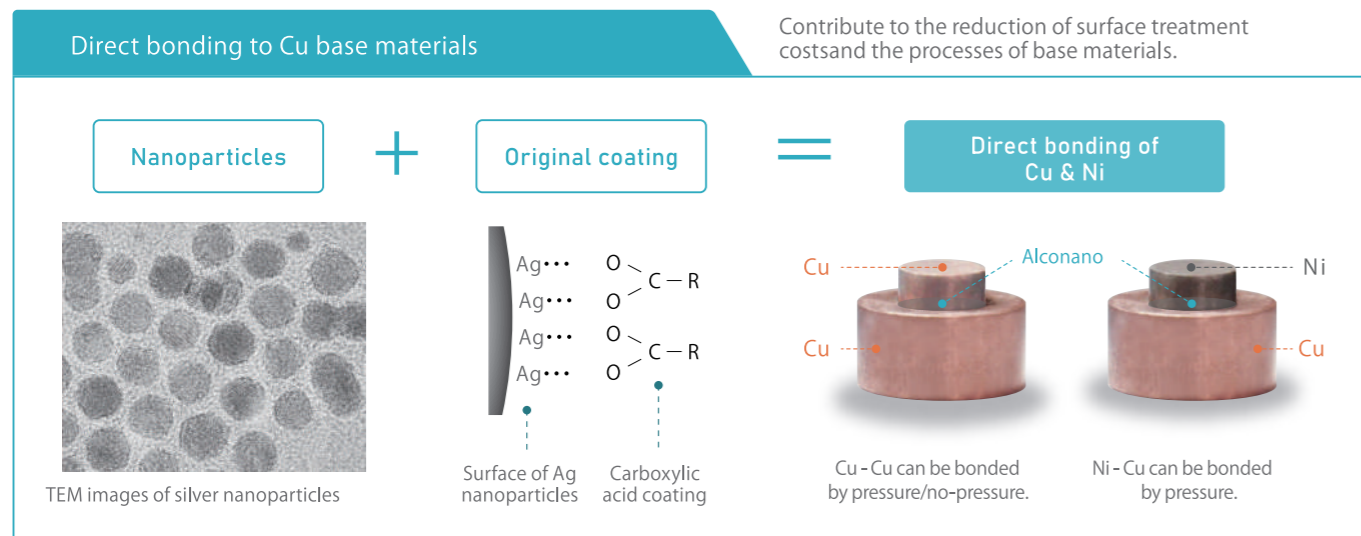 Direct bonding to Cu base materials
Contribute to the reduction of surface treatment
costsand the processes of base materials.
Nanoparticles
+
Original coating
=
Direct bonding of
Cu & Ni
Ag•••
Ag•••
Ag•••
Ag•••
O
O
C – R
O
O
C – R
Surface of Ag
nanoparticles
Carboxylic
acid coating
TEM images of silver nanoparticles
Cu
Alconano
Ni
Cu
Cu
Cu - Cu can be bonded
by pressure/no-pressure.
Ni - Cu can be bonded
by pressure.